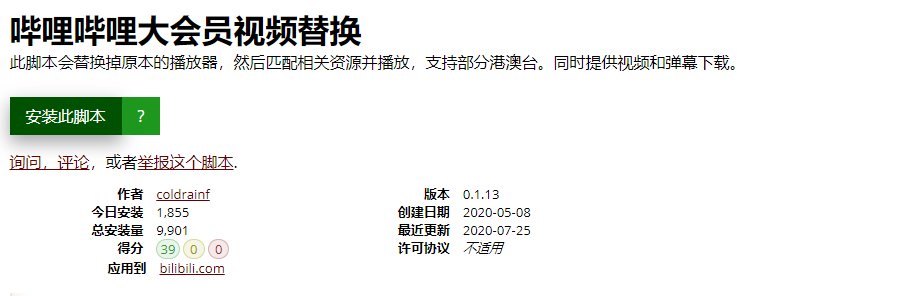 哔哩哔哩大会员视频替换
此脚本会替换掉原本的播放器，然后匹配相关资源并播放，支持部分港澳台。同时提供视频和弹幕下载。
安装此脚本 ?
询问，评论，或者举报这个脚本.
作者 coldrainf 版本 0.1.13
今日安装 1,855 创建日期 2020-05-08
总安装量 9,901 最近更新 2020-07-25
得分 39 0 0 许可协议 不适用
应用到 bilibili.com